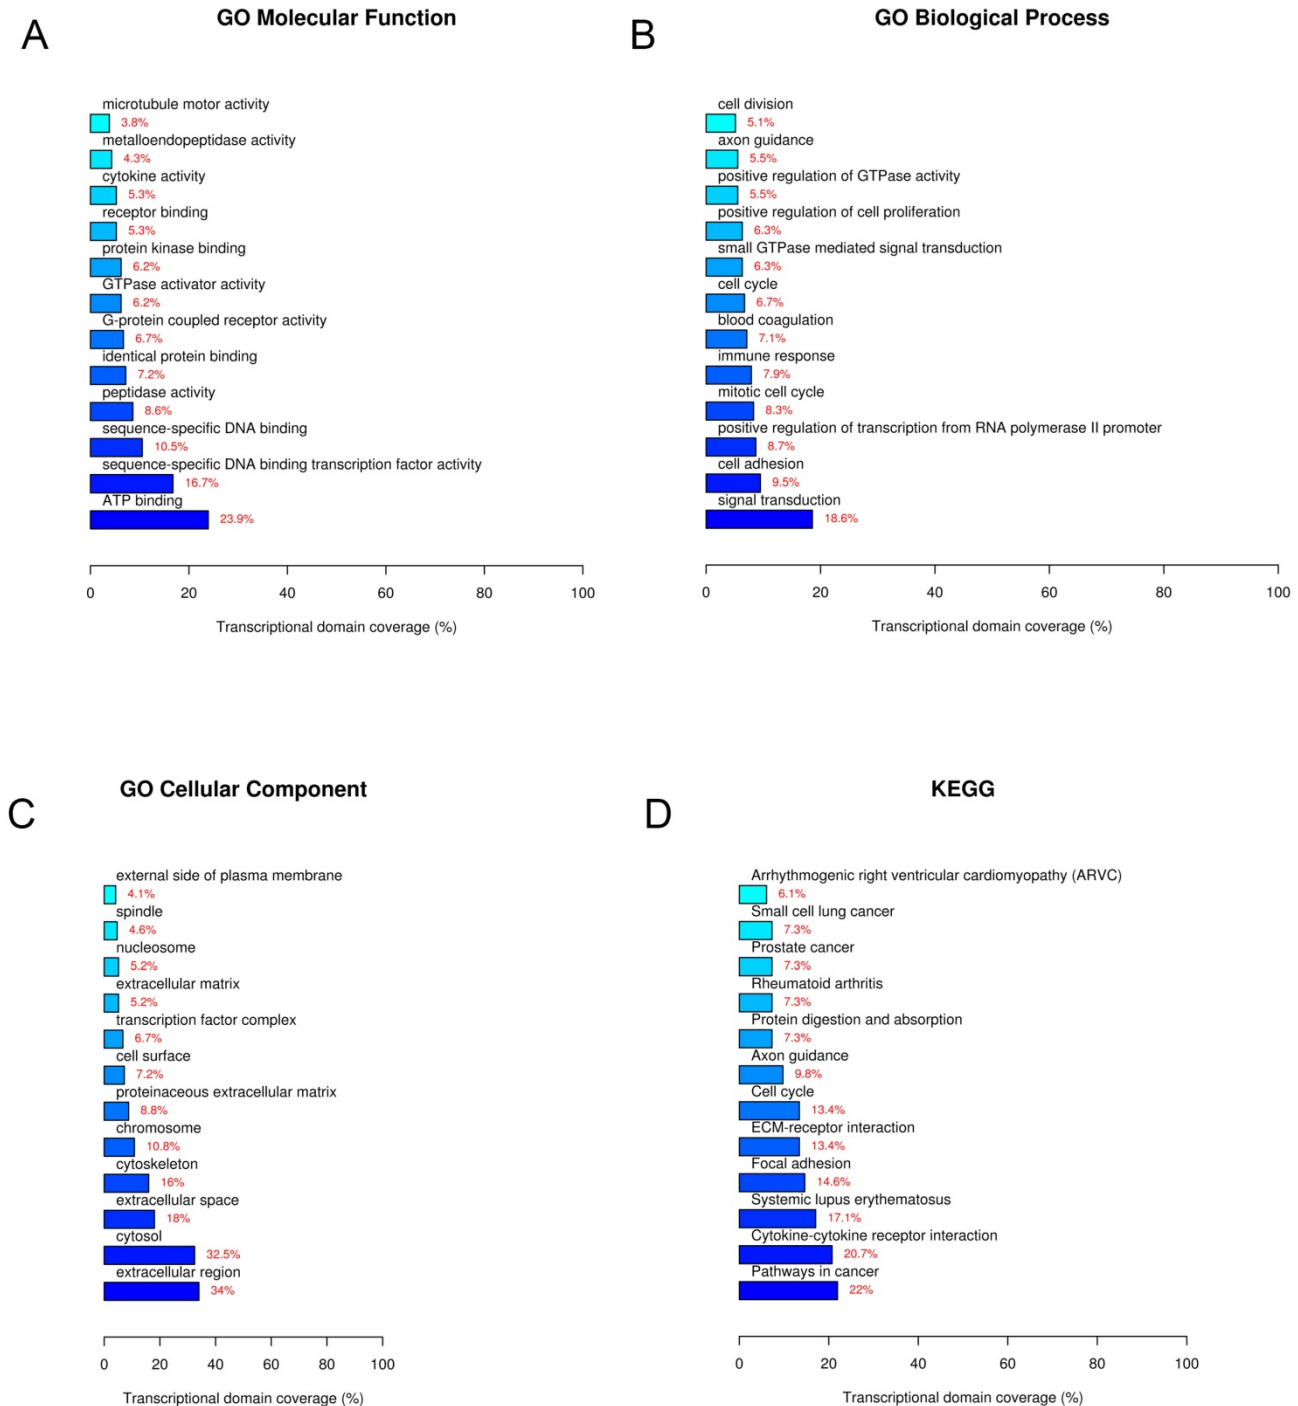 A
GO Molecular Function
microtubule motor activity
3.8%
metalloendopeptidase activity
4.3%
cytokine activity
5.3%
receptor binding
5.3%
protein kinase binding
6.2%
GTPase activator activity
6.2%
G-protein coupled receptor activity
6.7%
identical protein binding
7.2%
peptidase activity
8.6%
sequence-specific DNA binding
10.5%
sequence-specific DNA binding transcription factor activity
16.7%
ATP binding
23.9%
0 20 40 60 80 100
Transcriptional domain coverage (%)
B
GO Biological Process
cell division
5.1%
axon guidance
5.5%
positive regulation of GTPase activity
5.5%
positive regulation of cell proliferation
6.3%
small GTPase mediated signal transduction
6.3%
cell cycle
6.7%
blood coagulation
7.1%
immune response
7.9%
mitotic cell cycle
8.3%
positive regulation of transcription from RNA polymerase II promoter
8.7%
cell adhesion
9.5%
signal transduction
18.6%
0 20 40 60 80 100
Transcriptional domain coverage (%)
C
GO Cellular Component
external side of plasma membrane
4.1%
spindle
4.6%
nucleosome
5.2%
extracellular matrix
5.2%
transcription factor complex
6.7%
cell surface
7.2%
proteinaceous extracellular matrix
8.8%
chromosome
10.8%
cytoskeleton
16%
extracellular space
18%
cytosol
32.5%
extracellular region
34%
0 20 40 60 80 100
Transcriptional domain coverage (%)
D
KEGG
Arrhythmogenic right ventricular cardiomyopathy (ARVC)
6.1%
Small cell lung cancer
7.3%
Prostate cancer
7.3%
Rheumatoid arthritis
7.3%
Protein digestion and absorption
7.3%
Axon guidance
9.8%
Cell cycle
13.4%
ECM-receptor interaction
13.4%
Focal adhesion
14.6%
Systemic lupus erythematosus
17.1%
Cytokine-cytokine receptor interaction
20.7%
Pathways in cancer
22%
0 20 40 60 80 100
Transcriptional domain coverage (%)